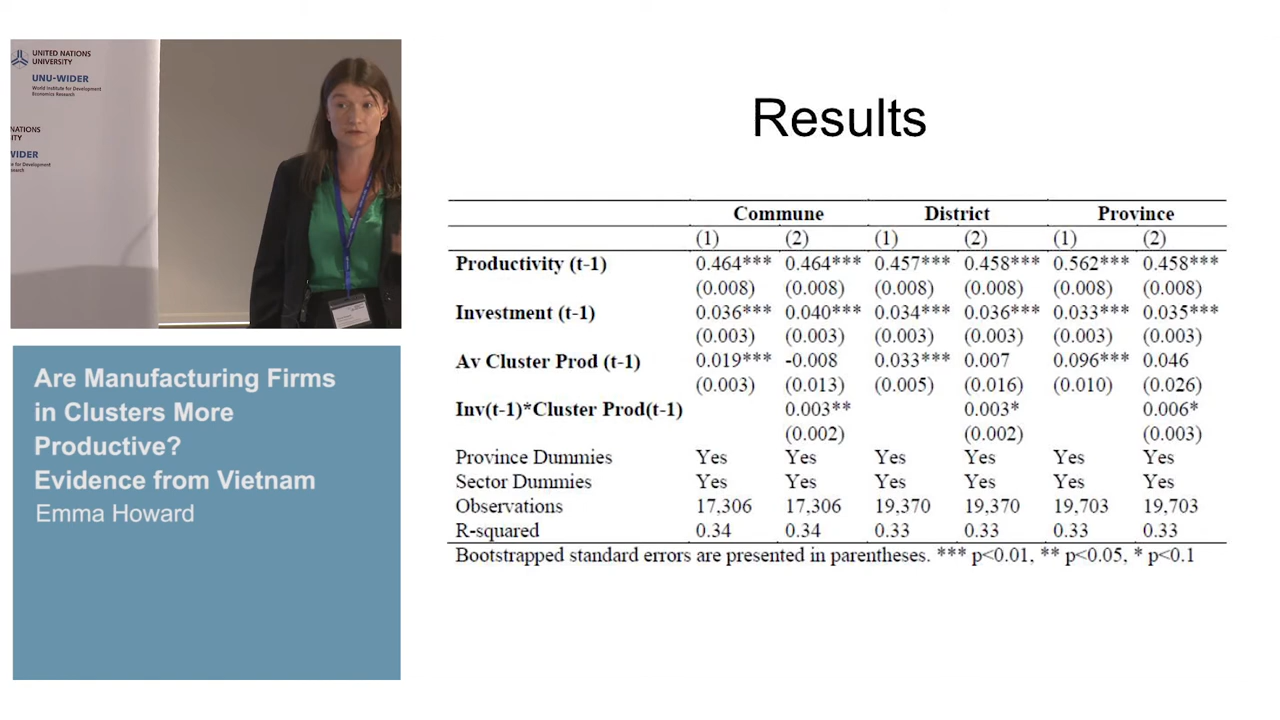 UNITED NATIONS
UNIVERSITY
UNU-WIDER
World Institute for Development
Economics Research
NATIONS
ITY
WIDER
e for Development
Research
Are Manufacturing Firms
in Clusters More
Productive?
Evidence from Vietnam
Emma Howard
Results
Commune District Province
(1) (2) (1) (2) (1) (2)
Productivity (t-1) 0.464*** 0.464*** 0.457*** 0.458*** 0.562*** 0.458***
(0.008) (0.008) (0.008) (0.008) (0.008) (0.008)
Investment (t-1) 0.036*** 0.040*** 0.034*** 0.036*** 0.033*** 0.035***
(0.003) (0.003) (0.003) (0.003) (0.003) (0.003)
Av Cluster Prod (t-1) 0.019*** -0.008 0.033*** 0.007 0.096*** 0.046
(0.003) (0.013) (0.005) (0.016) (0.010) (0.026)
Inv(t-1)*Cluster Prod(t-1) 0.003** 0.003* 0.006*
(0.002) (0.002) (0.003)
Province Dummies Yes Yes Yes Yes Yes Yes
Sector Dummies Yes Yes Yes Yes Yes Yes
Observations 17,306 17,306 19,370 19,370 19,703 19,703
R-squared 0.34 0.34 0.33 0.33 0.33 0.33
Bootstrapped standard errors are presented in parentheses. *** p<0.01, ** p<0.05, * p<0.1